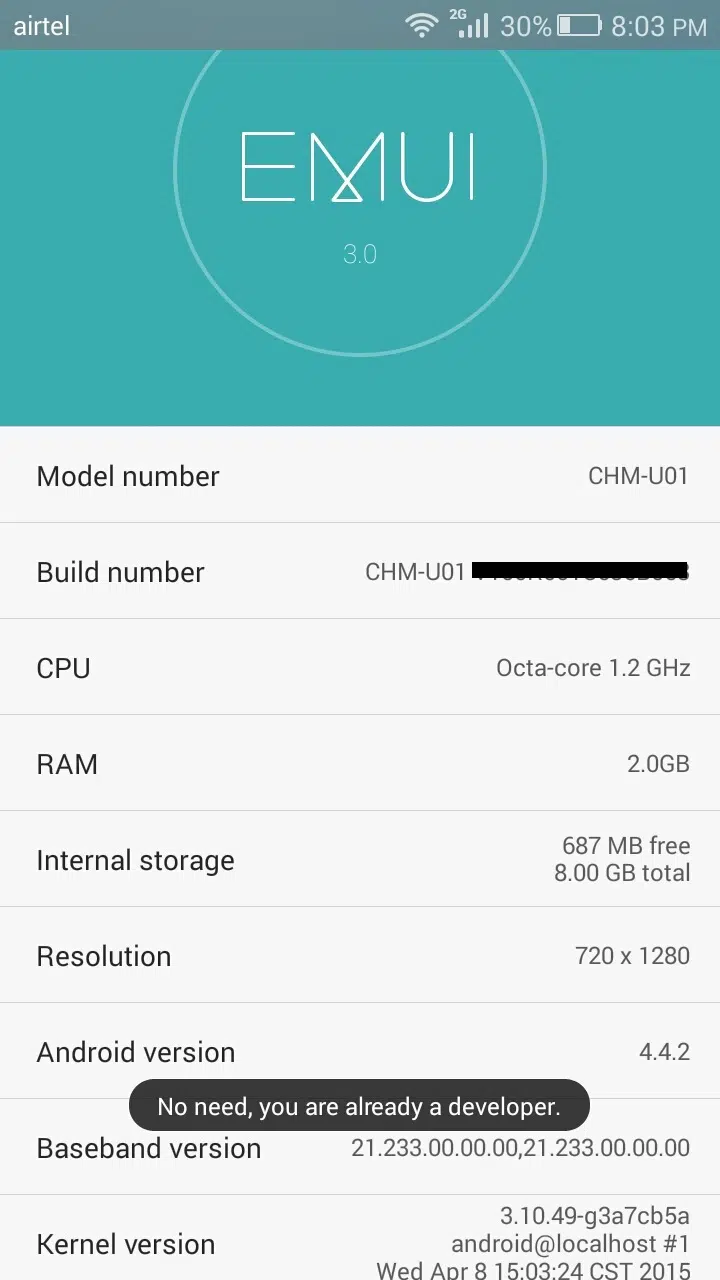 airtel 2G 30% 8:03 PM
EMUI
3.0
Model number CHM-U01
Build number CHM-U01
CPU Octa-core 1.2 GHz
RAM 2.0GB
Internal storage 687 MB free
8.00 GB total
Resolution 720 x 1280
Android version 4.4.2
No need, you are already a developer.
Baseband version 21.233.00.00.00,21.233.00.00.00
Kernel version 3.10.49-g3a7cb5a
android@localhost #1
Wed Apr 8 15:03:24 CST 2015